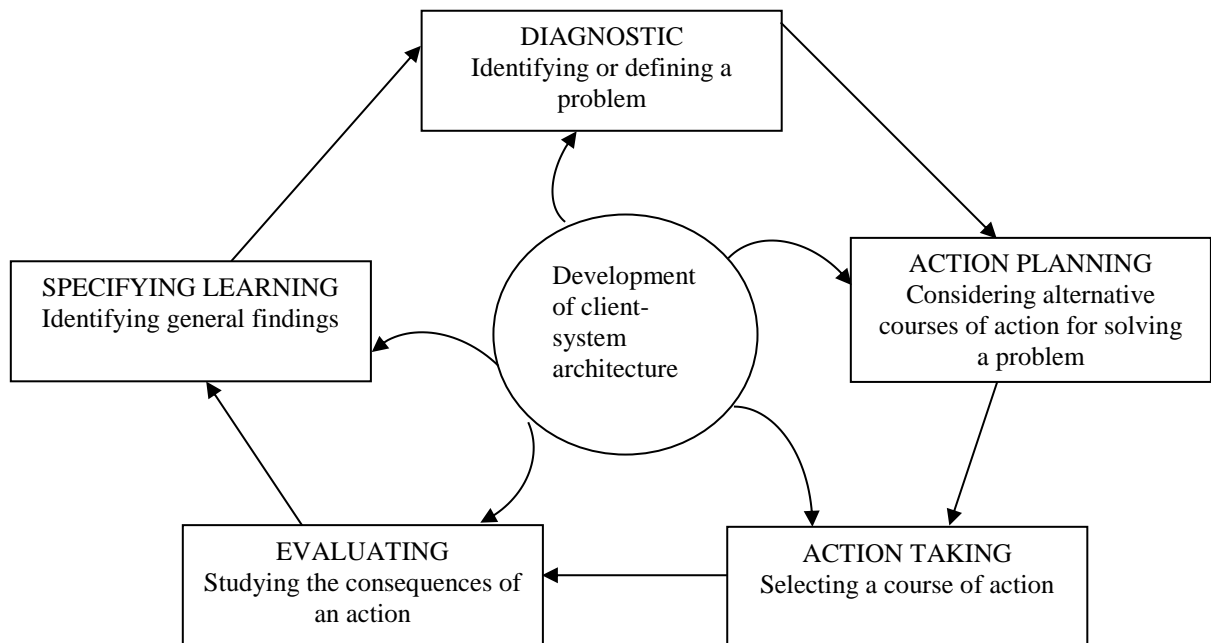 DIAGNOSTIC
Identifying or defining a
problem
ACTION PLANNING
Considering alternative
courses of action for solving
a problem
ACTION TAKING
Selecting a course of action
EVALUATING
Studying the consequences of
an action
SPECIFYING LEARNING
Identifying general findings
Development
of client-
system
architecture